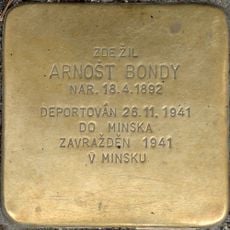 ZDE ŽIL
ARNOŠT BONDY
NAR. 18.4.1892
DEPORTOVÁN 26.11. 1941
DO MINSKA
ZAVRAŽDĚN 1941
V MINSKU